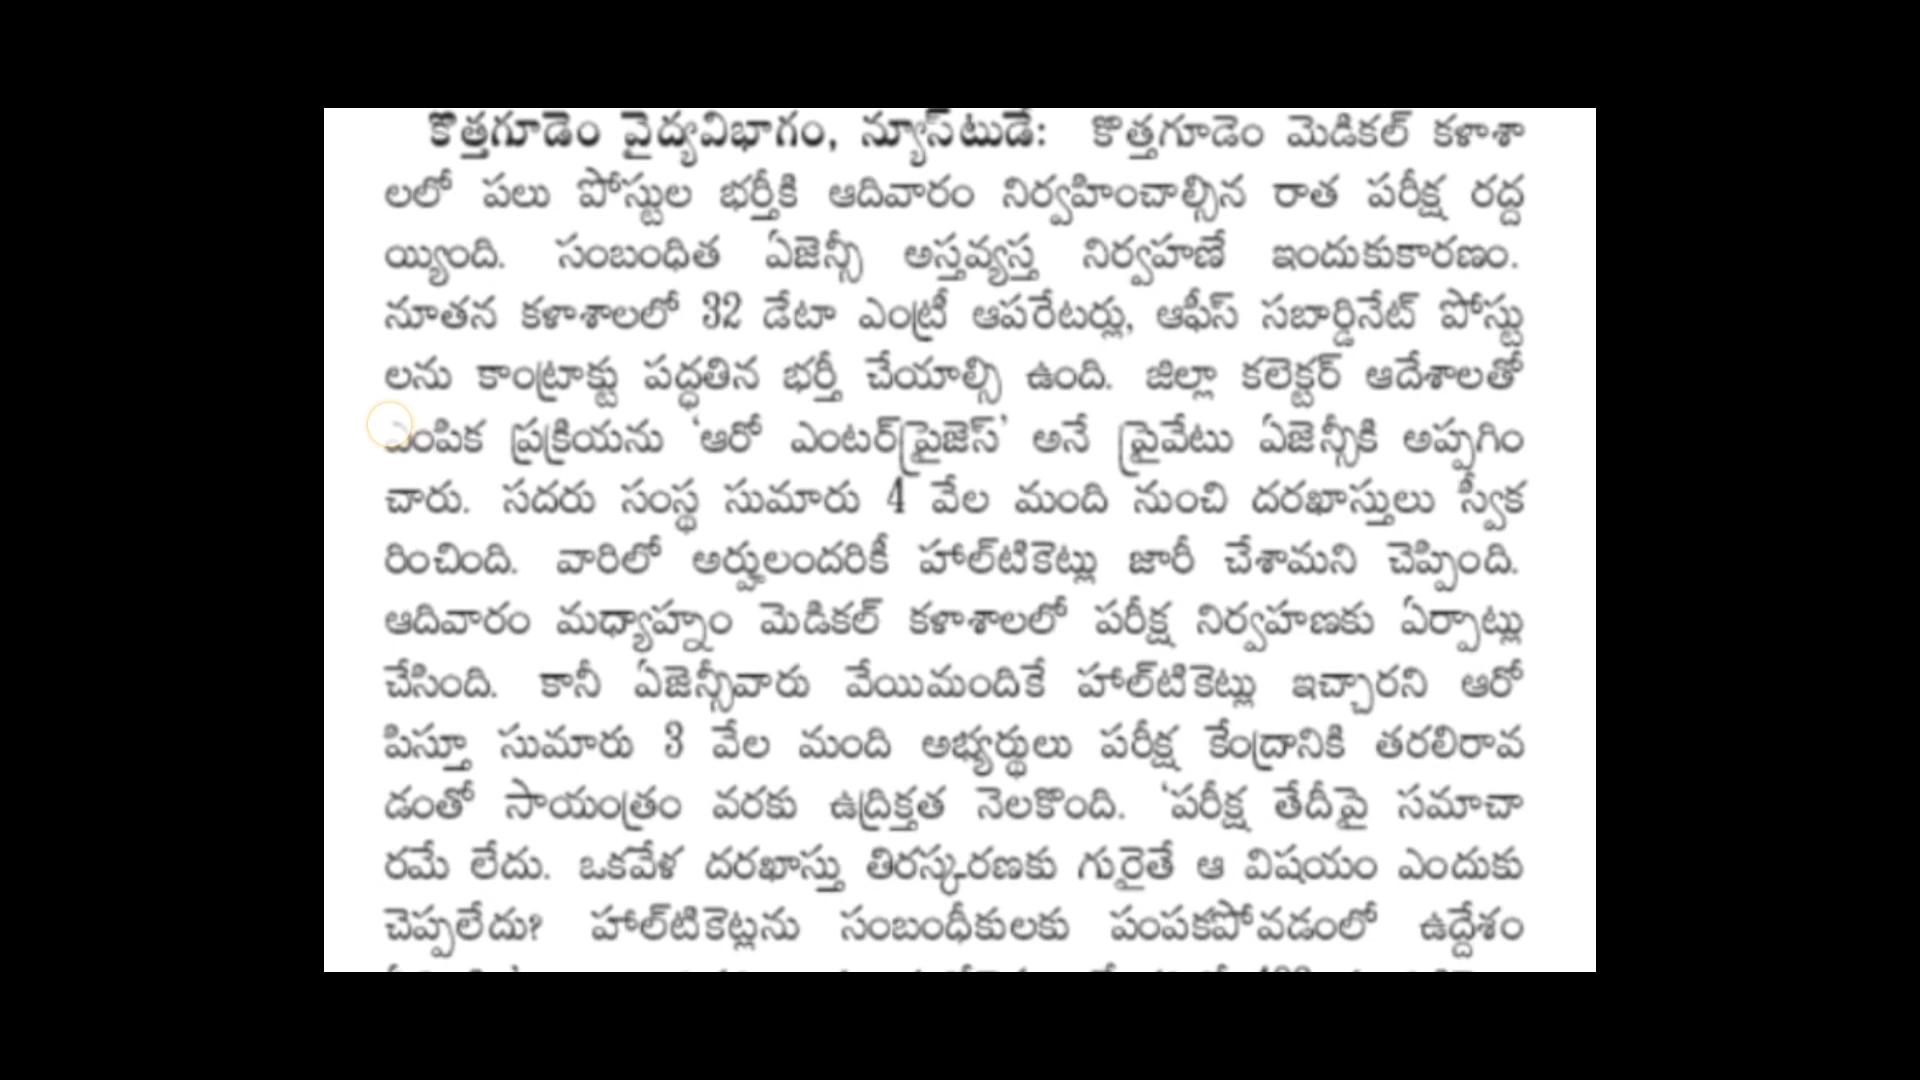 కొత్తగూడెం వైద్యవిభాగం, న్యూస్‌టుడే: కొత్తగూడెం మెడికల్ కళాశా
లలో పలు పోస్టుల భర్తీకి ఆదివారం నిర్వహించాల్సిన రాత పరీక్ష రద్ద
య్యింది. సంబంధిత ఏజెన్సీ అస్తవ్యస్త నిర్వహణే ఇందుకుకారణం.
నూతన కళాశాలలో 32 డేటా ఎంట్రీ ఆపరేటర్లు, ఆఫీస్ సబార్డినేట్ పోస్టు
లను కాంట్రాక్టు పద్ధతిన భర్తీ చేయాల్సి ఉంది. జిల్లా కలెక్టర్ ఆదేశాలతో
ఎంపిక ప్రక్రియను ‘ఆరో ఎంటర్‌ప్రైజెస్’ అనే ప్రైవేటు ఏజెన్సీకి అప్పగిం
చారు. సదరు సంస్థ సుమారు 4 వేల మంది నుంచి దరఖాస్తులు స్వీక
రించింది. వారిలో అర్హులందరికీ హాల్‌టికెట్లు జారీ చేశామని చెప్పింది.
ఆదివారం మధ్యాహ్నం మెడికల్ కళాశాలలో పరీక్ష నిర్వహణకు ఏర్పాట్లు
చేసింది. కానీ ఏజెన్సీవారు వేయిమందికే హాల్‌టికెట్లు ఇచ్చారని ఆరో
పిస్తూ సుమారు 3 వేల మంది అభ్యర్థులు పరీక్ష కేంద్రానికి తరలిరావ
డంతో సాయంత్రం వరకు ఉద్రిక్తత నెలకొంది. ‘పరీక్ష తేదీపై సమాచా
రమే లేదు. ఒకవేళ దరఖాస్తు తిరస్కరణకు గురైతే ఆ విషయం ఎందుకు
చెప్పలేదు? హాల్‌టికెట్లను సంబంధీకులకు పంపకపోవడంలో ఉద్దేశం